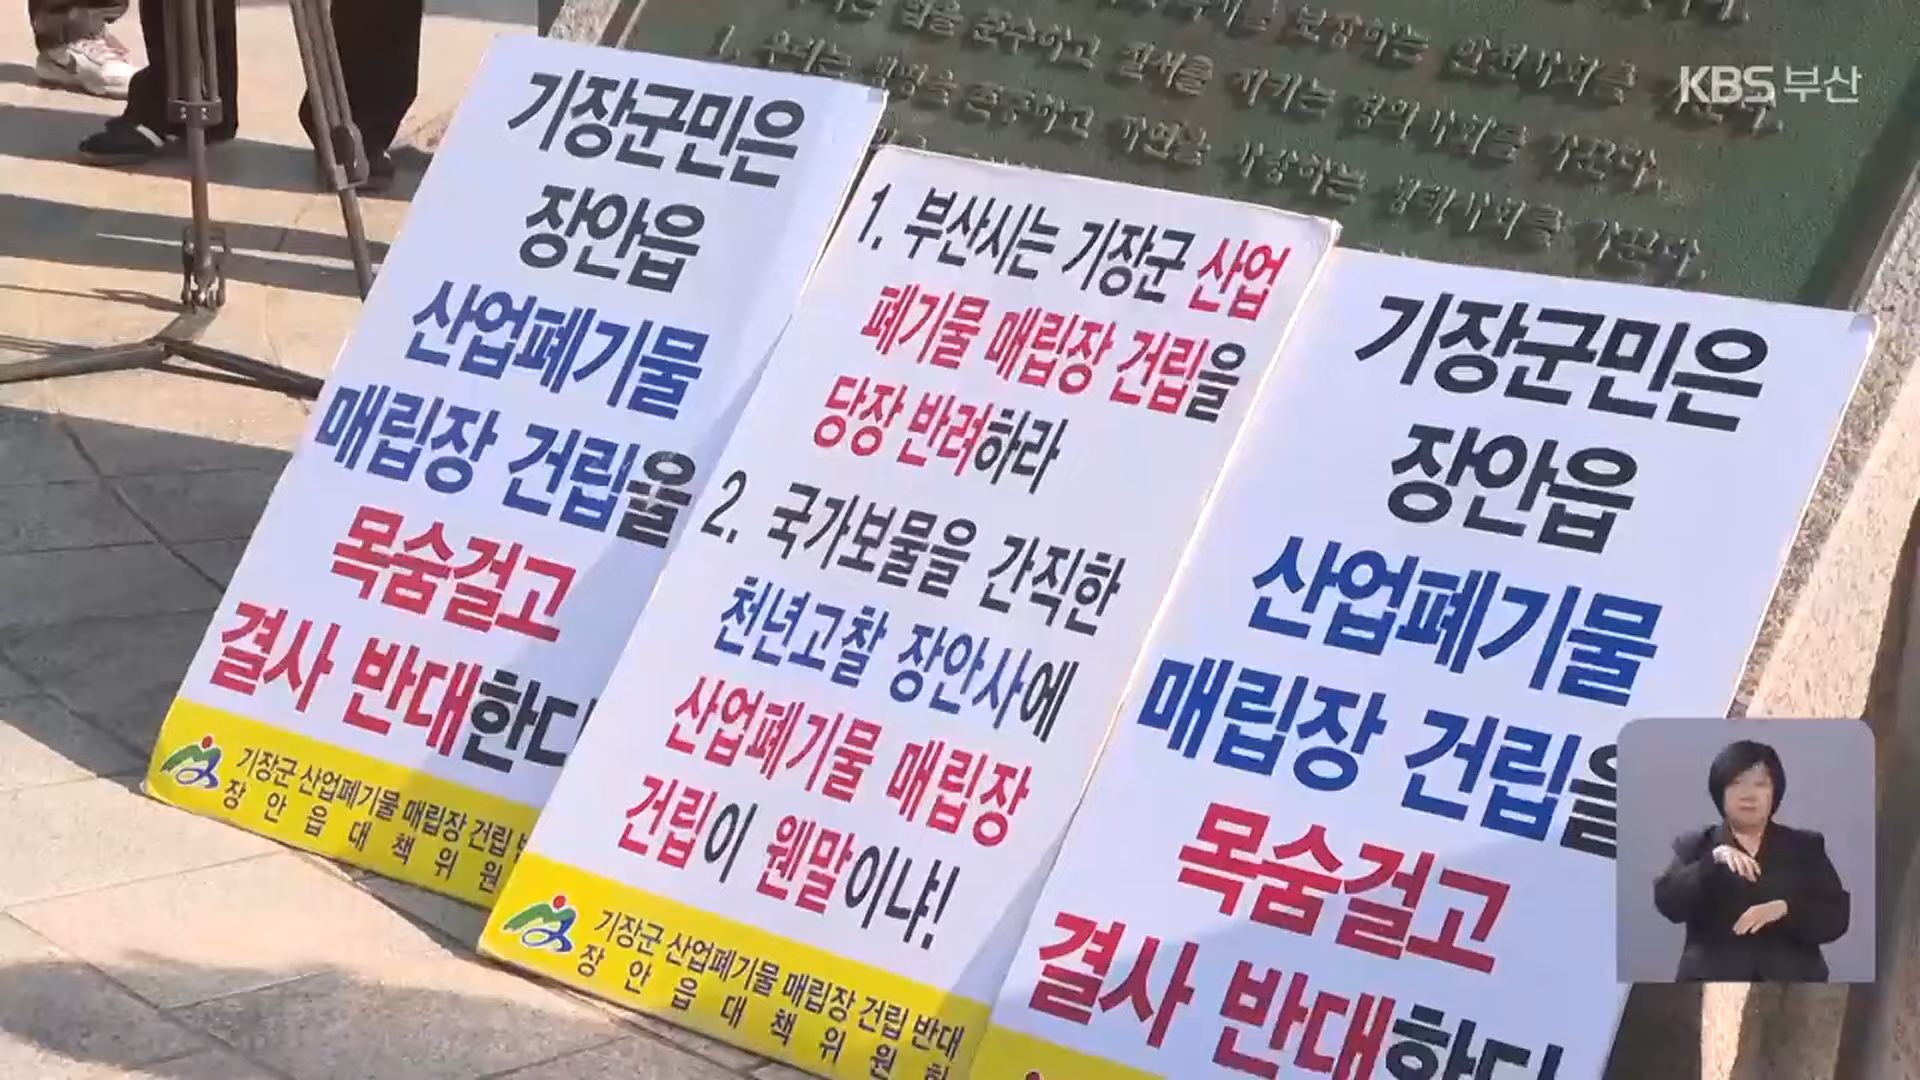 KBS 부산
기장군민은
장안읍
산업폐기물
매립장 건립을
목숨걸고
결사 반대한다
기장군 산업폐기물 매립장 건립
장안읍대책위원
1. 부산시는 기장군 산업
폐기물 매립장 건립을
당장 반려하라
2. 국가보물을 간직한
천년고찰 장안사에
산업폐기물 매립장
건립이 웬말이냐!
기장군 산업폐기물 매립장 건립 반대
장안읍대책위원회
기장군민은
장안읍
산업폐기물
매립장 건립을
목숨걸고
결사 반대한다